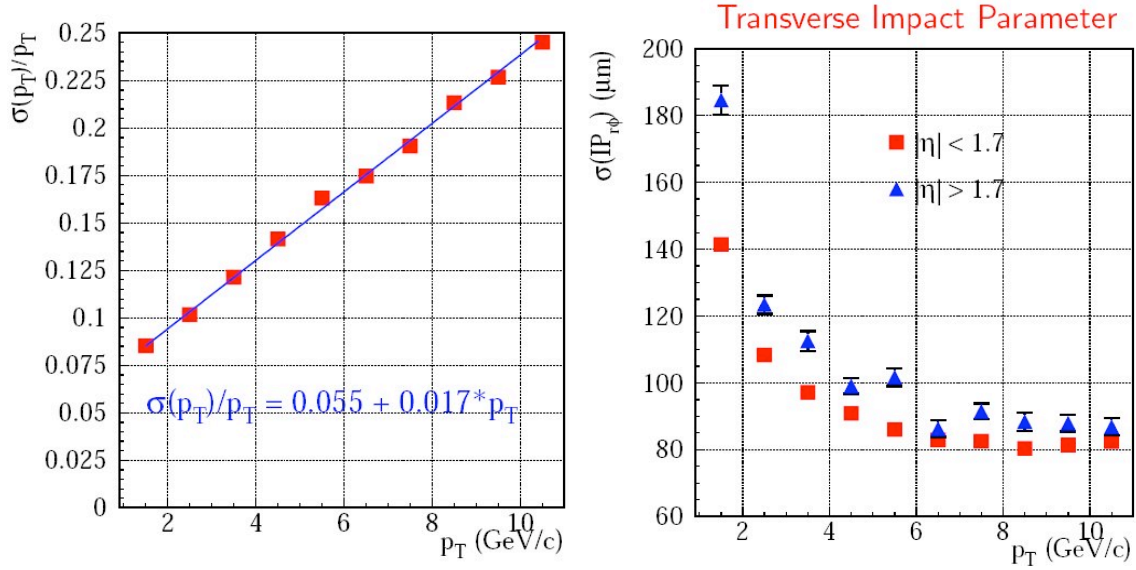 σ(p_T)/p_T
0.25
0.225
0.2
0.175
0.15
0.125
0.1
0.075
0.05
0.025
0
σ(p_T)/p_T = 0.055 + 0.017*p_T
2 4 6 8 10
p_T (GeV/c)
Transverse Impact Parameter
σ(IP_rϕ) (μm)
200
180
160
140
120
100
80
60
|η| < 1.7
|η| > 1.7
2 4 6 8 10
p_T (GeV/c)